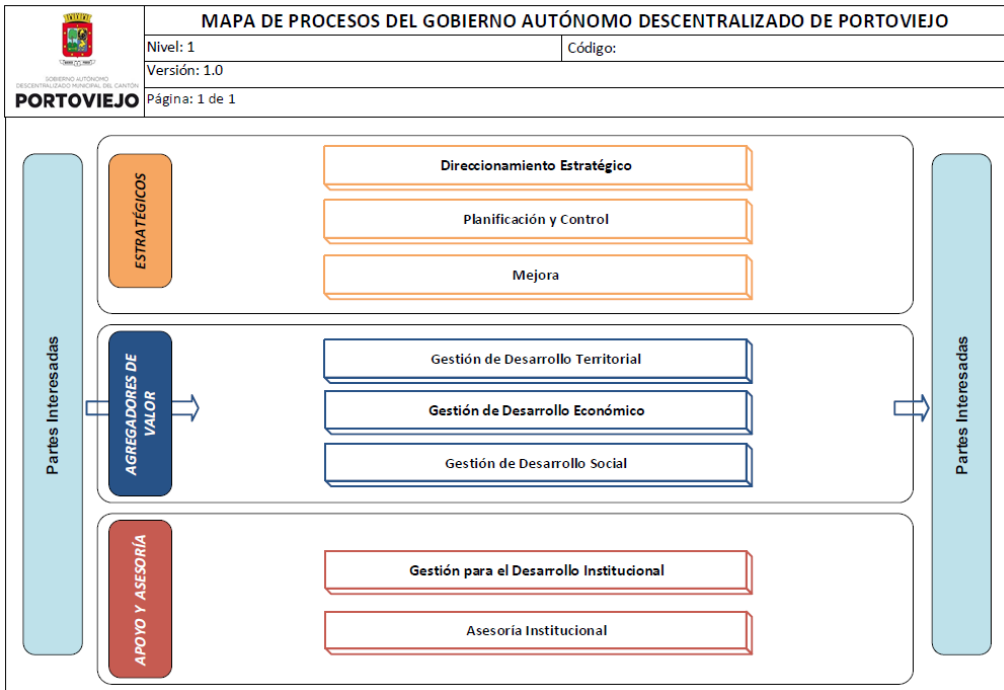 MAPA DE PROCESOS DEL GOBIERNO AUTÓNOMO DESCENTRALIZADO DE PORTOVIEJO
Nivel: 1
Código:
Versión: 1.0
Página: 1 de 1
GOBIERNO AUTÓNOMO
DESCENTRALIZADO MUNICIPAL DEL CANTÓN
PORTOVIEJO
Partes Interesadas
ESTRATÉGICOS
Direccionamiento Estratégico
Planificación y Control
Mejora
AGREGADORES DE
VALOR
Gestión de Desarrollo Territorial
Gestión de Desarrollo Económico
Gestión de Desarrollo Social
APOYO Y ASESORÍA
Gestión para el Desarrollo Institucional
Asesoría Institucional
Partes Interesadas